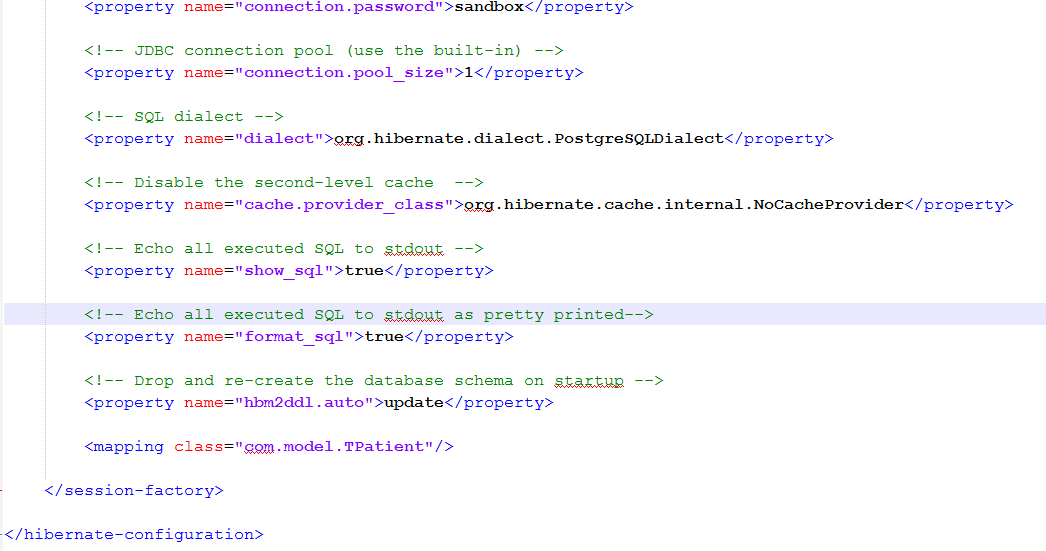 <property name="connection.password">sandbox</property>
<!-- JDBC connection pool (use the built-in) -->
<property name="connection.pool_size">1</property>
<!-- SQL dialect -->
<property name="dialect">org.hibernate.dialect.PostgreSQLDialect</property>
<!-- Disable the second-level cache  -->
<property name="cache.provider_class">org.hibernate.cache.internal.NoCacheProvider</property>
<!-- Echo all executed SQL to stdout -->
<property name="show_sql">true</property>
<!-- Echo all executed SQL to stdout as pretty printed-->
<property name="format_sql">true</property>
<!-- Drop and re-create the database schema on startup -->
<property name="hbm2ddl.auto">update</property>
<mapping class="com.model.TPatient"/>
</session-factory>
</hibernate-configuration>